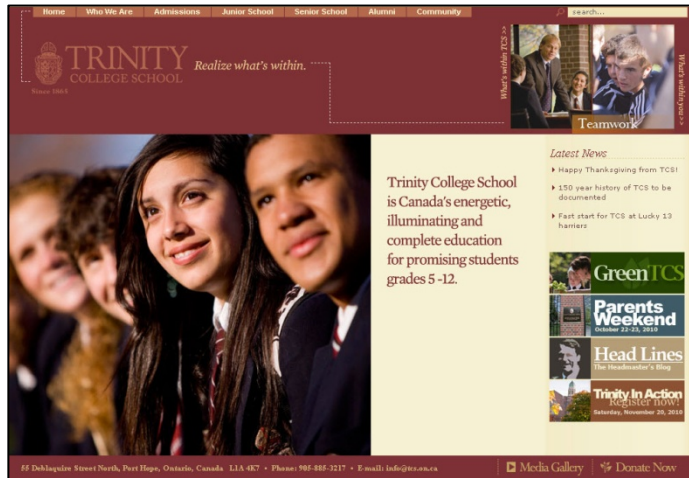 Home Who We Are Admissions Junior School Senior School Alumni Community
search...
TRINITY
COLLEGE SCHOOL
Since 1865
Realize what's within.
What's within TCS >>
What's within you >>
Teamwork
Trinity College School
is Canada's energetic,
illuminating and
complete education
for promising students
grades 5 -12.
Latest News
Happy Thanksgiving from TCS!
150 year history of TCS to be
documented
Fast start for TCS at Lucky 13
harriers
GreenTCS
Parents
Weekend
October 22-23, 2010
Head Lines
The Headmaster's Blog
Trinity In Action
Register now!
Saturday, November 20, 2010
55 Deblaquire Street North, Port Hope, Ontario, Canada L1A 4K7 • Phone: 905-885-3217 • E-mail: info@tcs.on.ca
Media Gallery
Donate Now